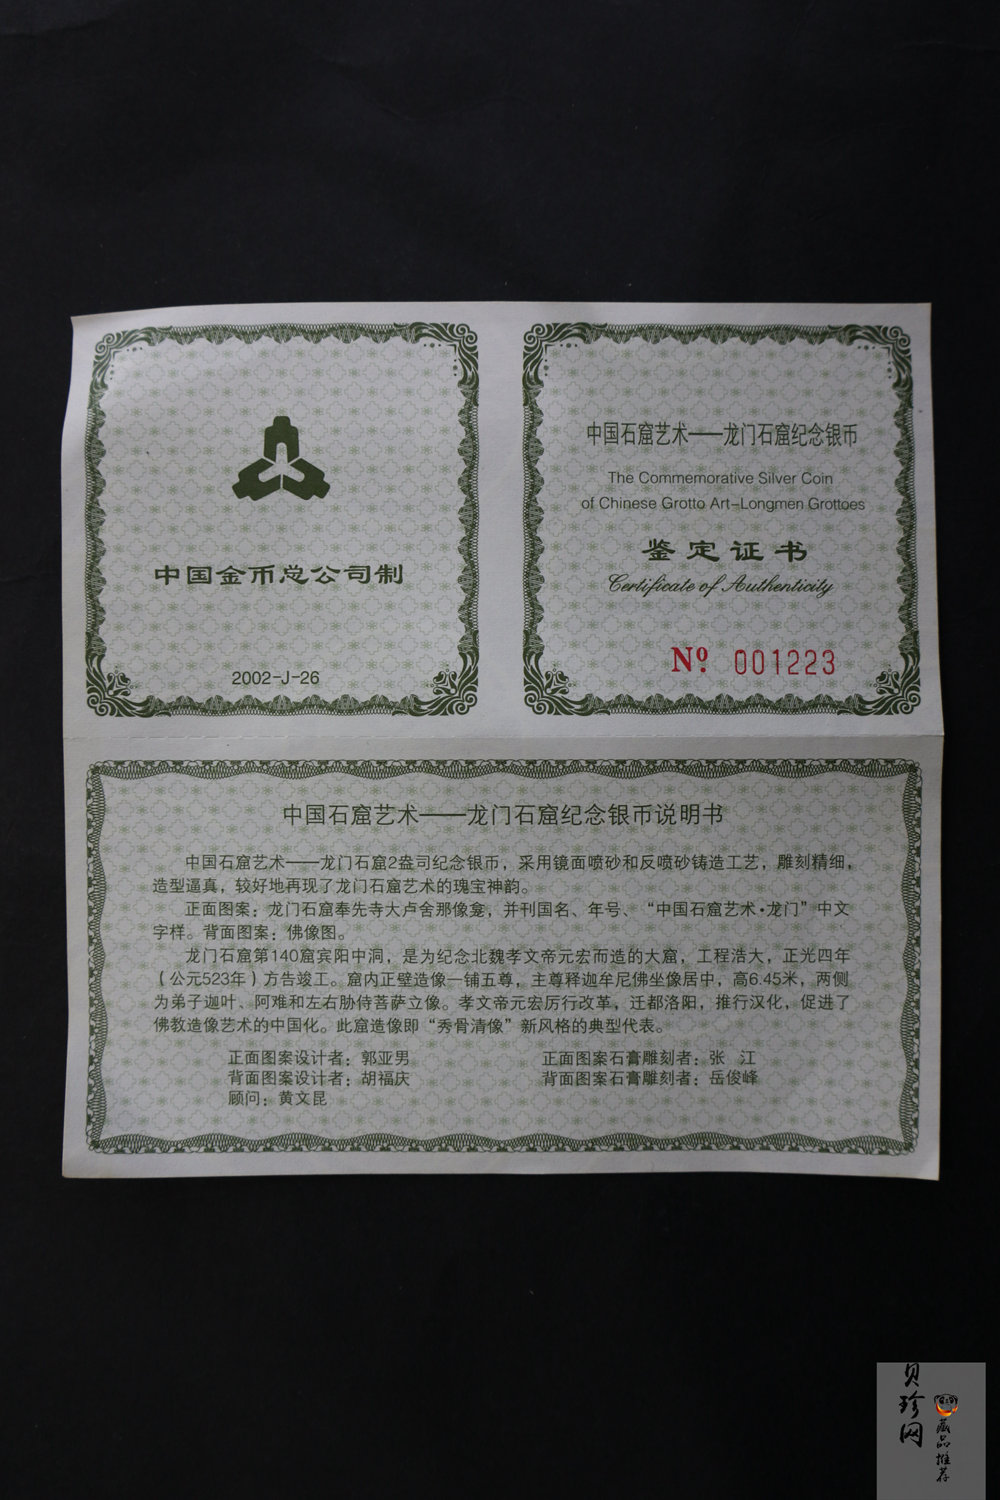 中国金币总公司制
2002-J-26
中国石窟艺术——龙门石窟纪念银币
The Commemorative Silver Coin
of Chinese Grotto Art-Longmen Grottoes
鉴定证书
Certificate of Authenticity
Nº 001223
中国石窟艺术——龙门石窟纪念银币说明书
中国石窟艺术——龙门石窟2盎司纪念银币，采用镜面喷砂和反喷砂铸造工艺，雕刻精细，
造型逼真，较好地再现了龙门石窟艺术的瑰宝神韵。
正面图案：龙门石窟奉先寺大卢舍那像龛，并刊国名、年号、“中国石窟艺术·龙门”中文
字样。背面图案：佛像图。
龙门石窟第140窟宾阳中洞，是为纪念北魏孝文帝元宏而造的大窟，工程浩大，正光四年
（公元523年）方告竣工。窟内正壁造像一铺五尊，主尊释迦牟尼佛坐像居中，高6.45米，两侧
为弟子迦叶、阿难和左右胁侍菩萨立像。孝文帝元宏厉行改革，迁都洛阳，推行汉化，促进了
佛教造像艺术的中国化。此窟造像即“秀骨清像”新风格的典型代表。
正面图案设计者：郭亚男 正面图案石膏雕刻者：张 江
背面图案设计者：胡福庆 背面图案石膏雕刻者：岳俊峰
顾问：黄文昆
贝珍网
藏品推荐